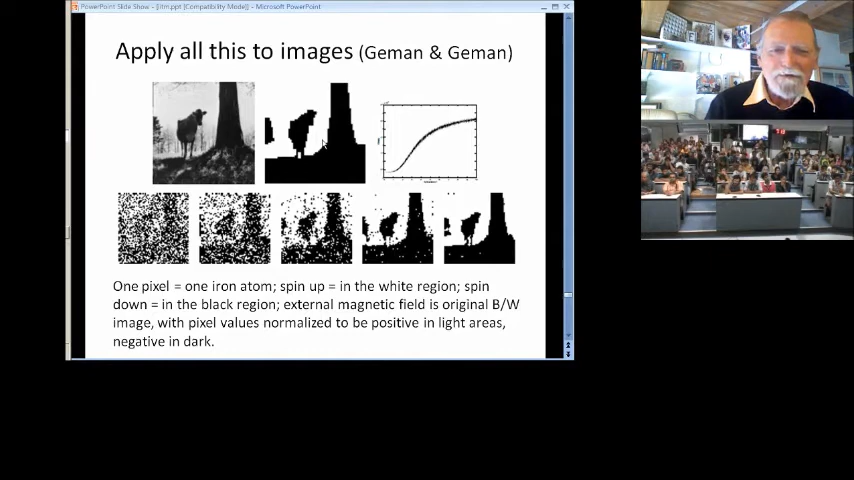 PowerPoint Slide Show - [iitm.ppt [Compatibility Mode]] - Microsoft PowerPoint
Apply all this to images (Geman & Geman)
One pixel = one iron atom; spin up = in the white region; spin
down = in the black region; external magnetic field is original B/W
image, with pixel values normalized to be positive in light areas,
negative in dark.